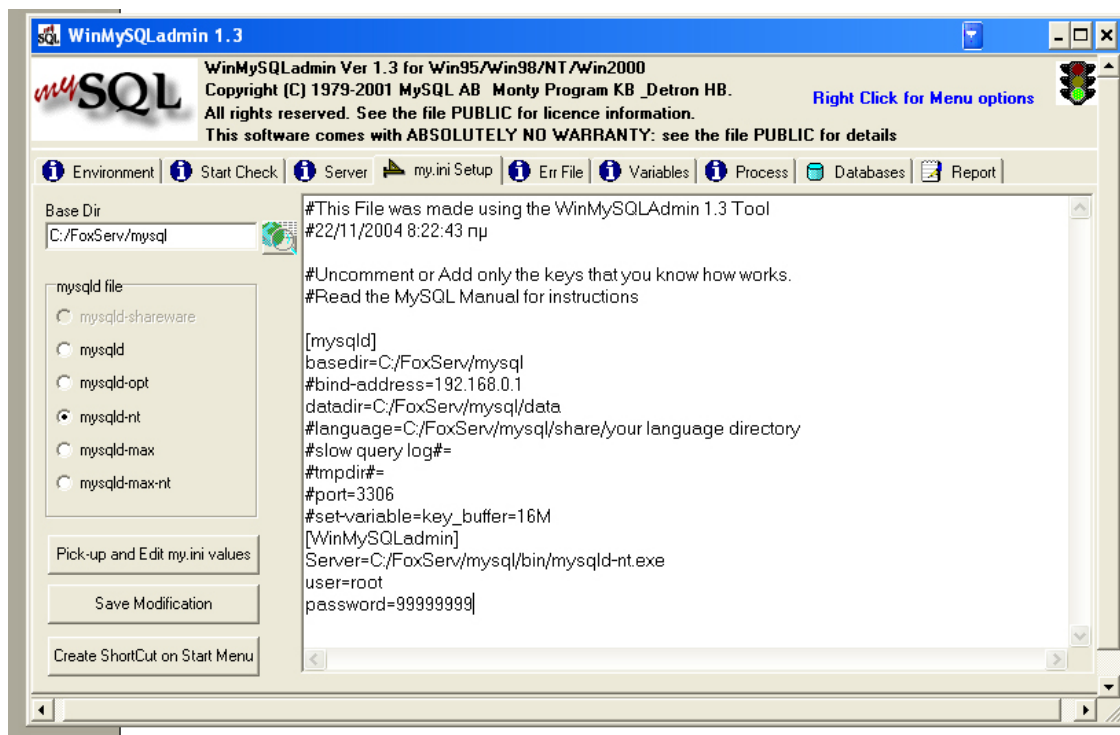 WinMySQLadmin 1.3
mySQL
WinMySQLadmin Ver 1.3 for Win95/Win98/NT/Win2000
Copyright (C) 1979-2001 MySQL AB  Monty Program KB _Detron HB.
All rights reserved. See the file PUBLIC for licence information.
This software comes with ABSOLUTELY NO WARRANTY: see the file PUBLIC for details
Right Click for Menu options
Environment Start Check Server my.ini Setup Err File Variables Process Databases Report
Base Dir
C:/FoxServ/mysql
mysqld file
mysqld-shareware
mysqld
mysqld-opt
mysqld-nt
mysqld-max
mysqld-max-nt
Pick-up and Edit my.ini values
Save Modification
Create ShortCut on Start Menu
#This File was made using the WinMySQLAdmin 1.3 Tool
#22/11/2004 8:22:43 πμ
#Uncomment or Add only the keys that you know how works.
#Read the MySQL Manual for instructions
[mysqld]
basedir=C:/FoxServ/mysql
#bind-address=192.168.0.1
datadir=C:/FoxServ/mysql/data
#language=C:/FoxServ/mysql/share/your language directory
#slow query log#=
#tmpdir#=
#port=3306
#set-variable=key_buffer=16M
[WinMySQLadmin]
Server=C:/FoxServ/mysql/bin/mysqld-nt.exe
user=root
password=99999999